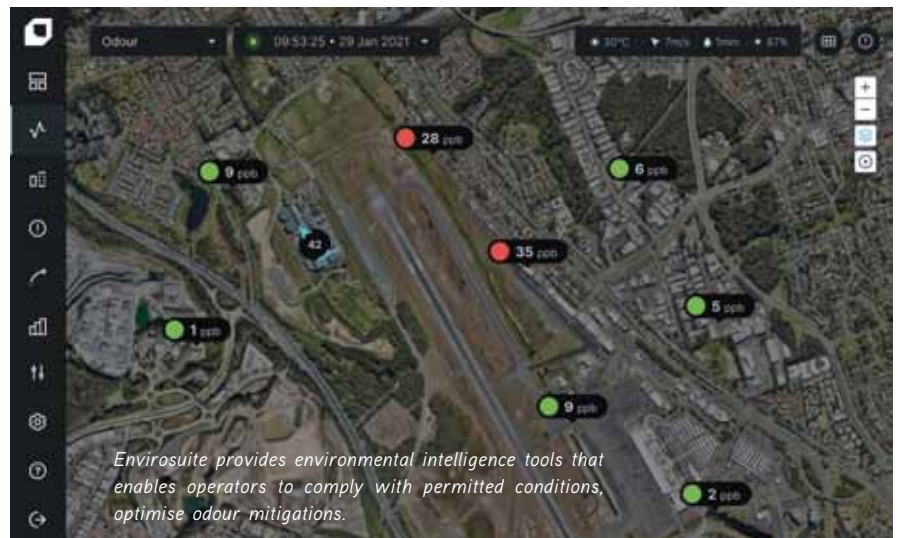 Odour
09:53:25 • 29 Jan 2021
30°C 7m/s 1mm 67%
28 ppb
9 ppb
6 ppb
42
35 ppb
5 ppb
1 ppb
9 ppb
2 ppb
Envirosuite provides environmental intelligence tools that
enables operators to comply with permitted conditions,
optimise odour mitigations.